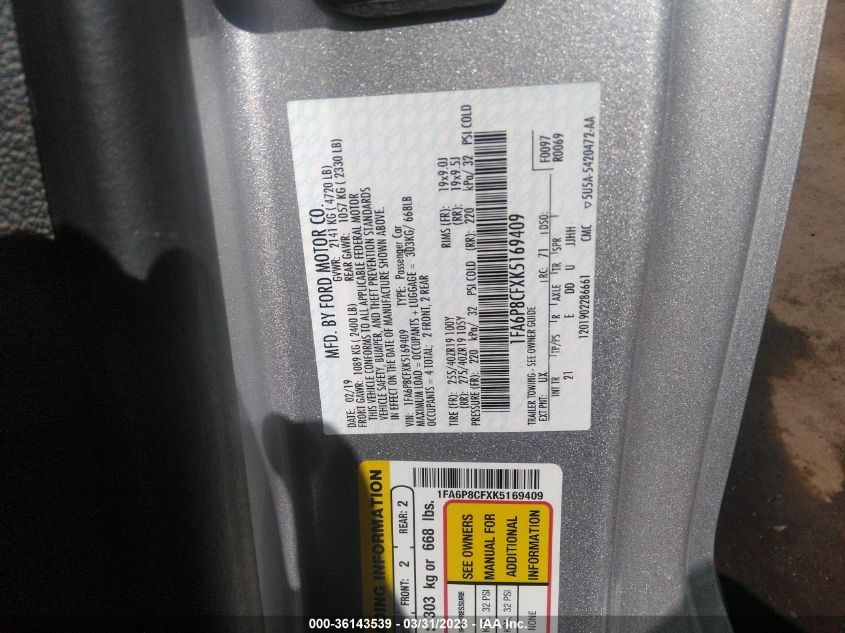 MFD. BY FORD MOTOR CO.
DATE: 02/19 GVWR: 2141 KG ( 4720 LB)
FRONT GAWR: 1089 KG ( 2400 LB) REAR GAWR: 1057 KG ( 2330 LB)
THIS VEHICLE CONFORMS TO ALL APPLICABLE FEDERAL MOTOR
VEHICLE SAFETY, BUMPER, AND THEFT PREVENTION STANDARDS
IN EFFECT ON THE DATE OF MANUFACTURE SHOWN ABOVE.
VIN: 1FA6P8CFXK5169409 TYPE: Passenger Car
MAXIMUM LOAD = OCCUPANTS + LUGGAGE = 303KG/ 668LB
OCCUPANTS = 4 TOTAL: 2 FRONT, 2 REAR
TIRE (FR): 255/40ZR19 100Y RIMS (FR): 19x9.0J
(RR): 275/40ZR19 105Y (RR): 19x9.5J
PRESSURE (FR): 220 kPa/ 32 PSI COLD (RR): 220 kPa/ 32 PSI COLD
1FA6P8CFXK5169409
TRAILER TOWING - SEE OWNER GUIDE
F0097
R0069
EXT PNT: UX RC: 71 DSO:
INT TR TP/PS R AXLE TR SPR
21 E DD U JJHH
1201902286661 CMC ▽5U5A-5420472-AA
1FA6P8CFXK5169409
DING INFORMATION
FRONT: 2 REAR: 2
303 kg or 668 lbs.
PRESSURE
32 PSI
32 PSI
NONE
SEE OWNERS
MANUAL FOR
ADDITIONAL
INFORMATION
000-36143539 — 03/31/2023 - IAA Inc.